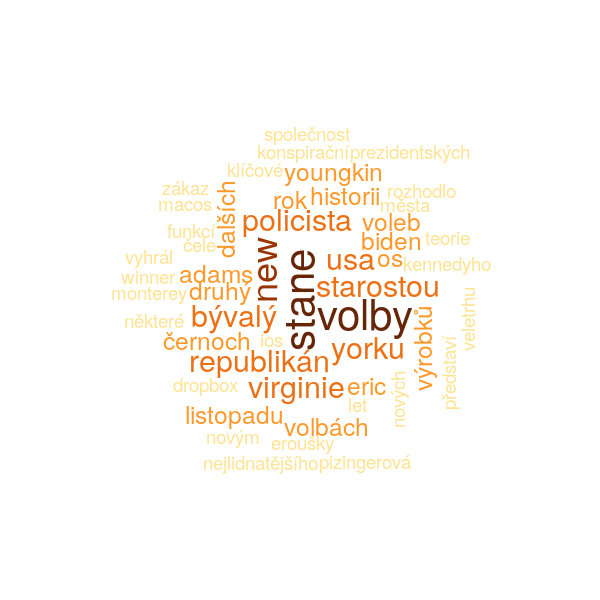 společnost
konspirační prezidentských
klíčové youngkin
zákaz dalších rok historii rozhodlo
macos policista města
funkcí voleb
čele new biden teorie
vyhrál stane usa os kennedyho
winner adams
monterey druhý starostou
některé bývalý volby výrobků veletrhu
černoch ios yorku
republikán představí
dropbox virginie eric nových
listopadu let
novým volbách
eroušky
nejlidnatějšího pizingerová